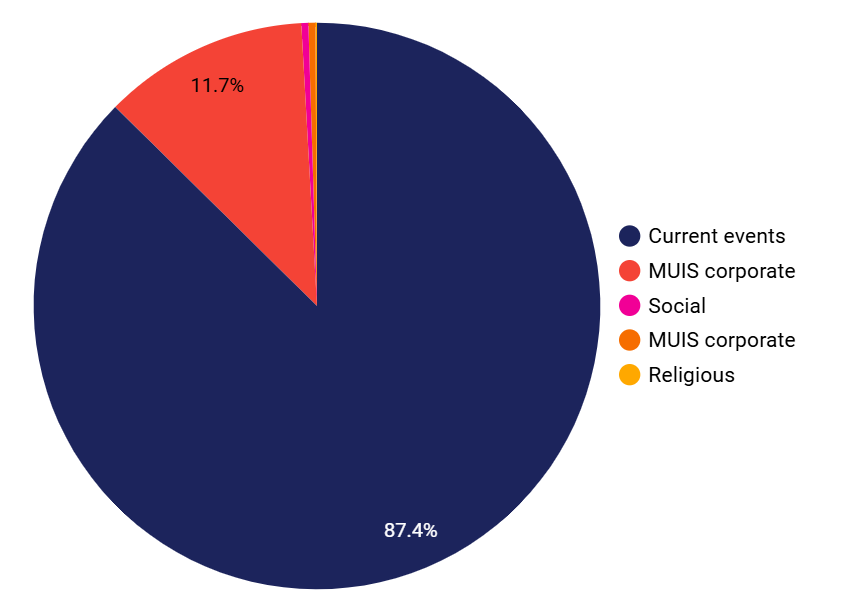 11.7%
Current events
MUIS corporate
Social
MUIS corporate
Religious
87.4%